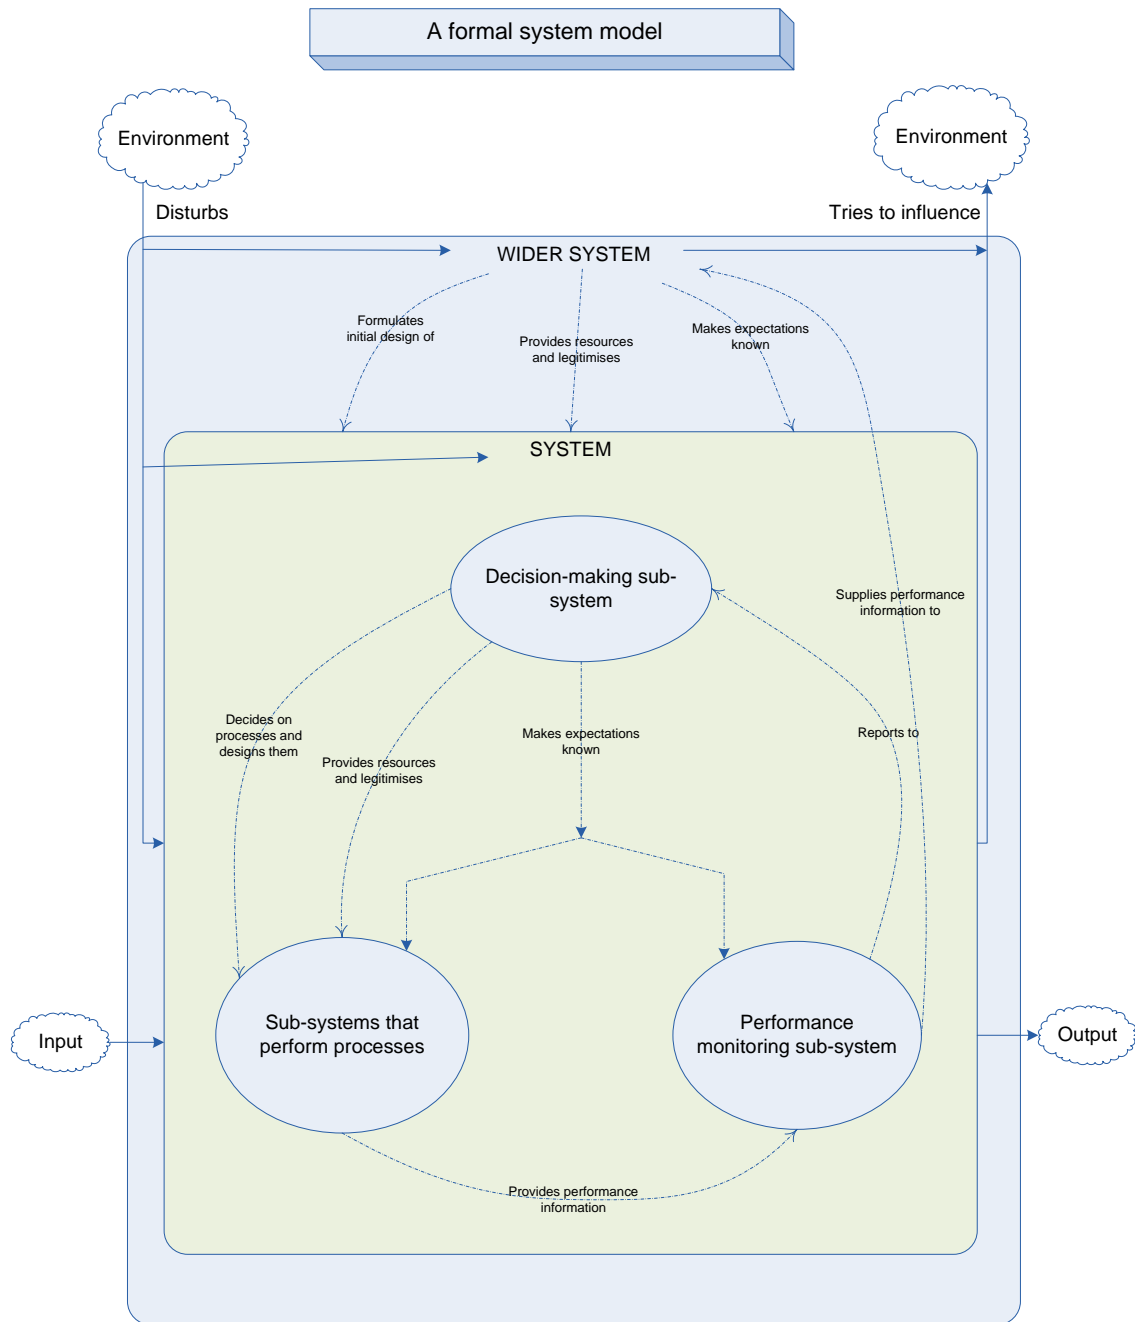 A formal system model
Environment
Environment
Disturbs
Tries to influence
WIDER SYSTEM
Formulates
initial design of
Provides resources
and legitimises
Makes expectations
known
SYSTEM
Decision-making sub-
system
Supplies performance
information to
Decides on
processes and
designs them
Provides resources
and legitimises
Makes expectations
known
Reports to
Input
Sub-systems that
perform processes
Performance
monitoring sub-system
Output
Provides performance
information